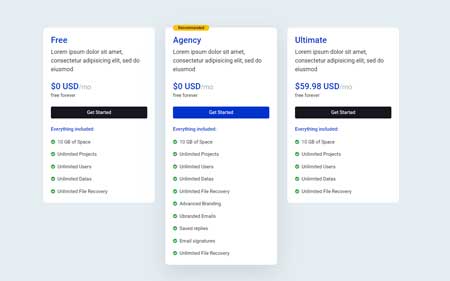 Free
Lorem ipsum dolor sit amet,
consectetur adipisicing elit, sed do
eiusmod
$0 USD/mo
free forever
Get Started
Everything included:
10 GB of Space
Unlimited Projects
Unlimited Users
Unlimited Datas
Unlimited File Recovery
Recommended
Agency
Lorem ipsum dolor sit amet,
consectetur adipisicing elit, sed do
eiusmod
$0 USD/mo
free forever
Get Started
Everything included:
10 GB of Space
Unlimited Projects
Unlimited Users
Unlimited Datas
Unlimited File Recovery
Advanced Branding
Ubranded Emails
Saved replies
Email signatures
Unlimited File Recovery
Ultimate
Lorem ipsum dolor sit amet,
consectetur adipisicing elit, sed do
eiusmod
$59.98 USD/mo
free forever
Get Started
Everything included:
10 GB of Space
Unlimited Projects
Unlimited Users
Unlimited Datas
Unlimited File Recovery